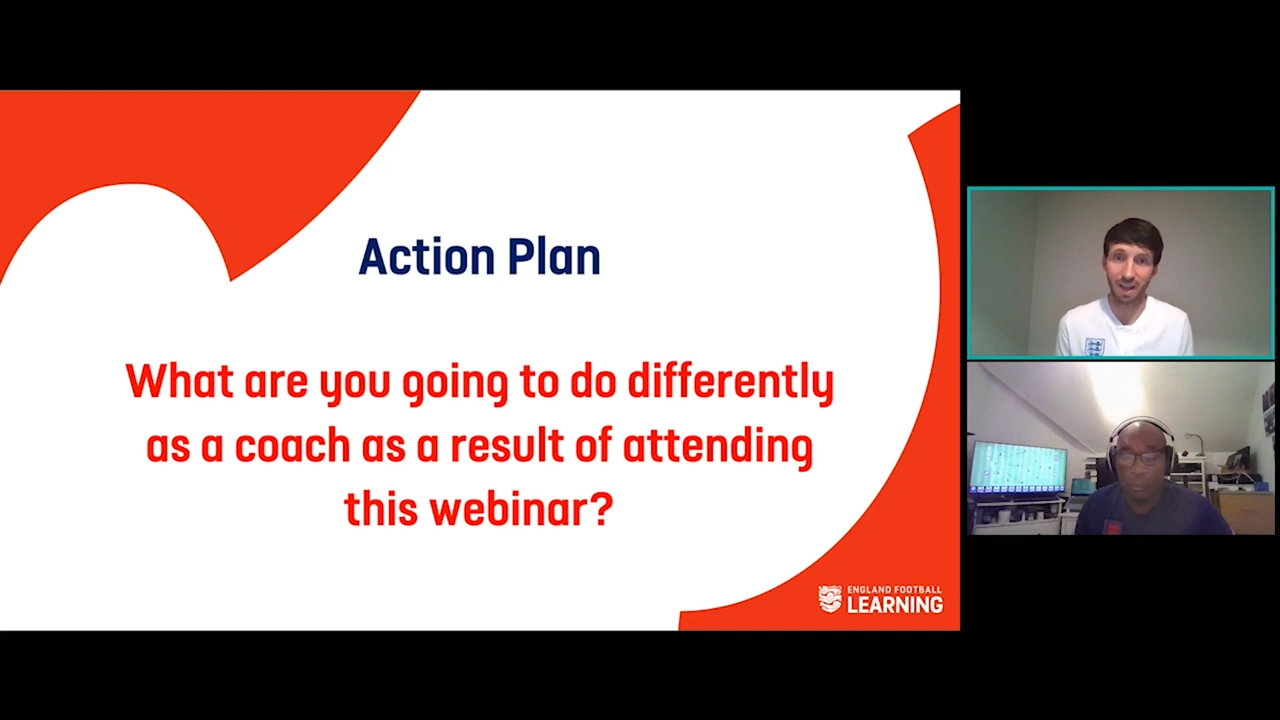 Action Plan
What are you going to do differently
as a coach as a result of attending
this webinar?
ENGLAND FOOTBALL
LEARNING